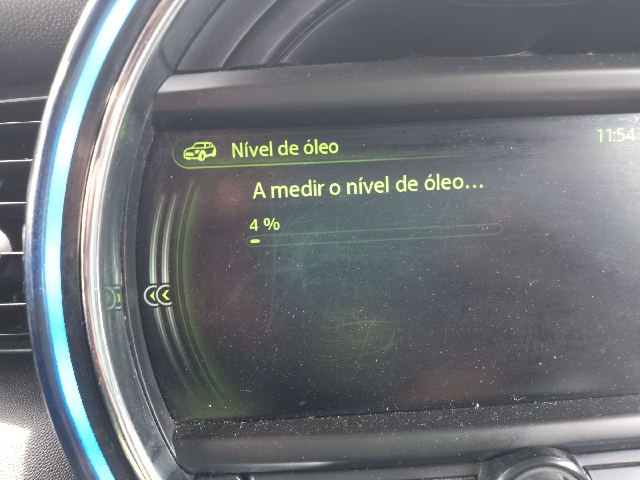 Nível de óleo
11:54
A medir o nível de óleo...
4 %